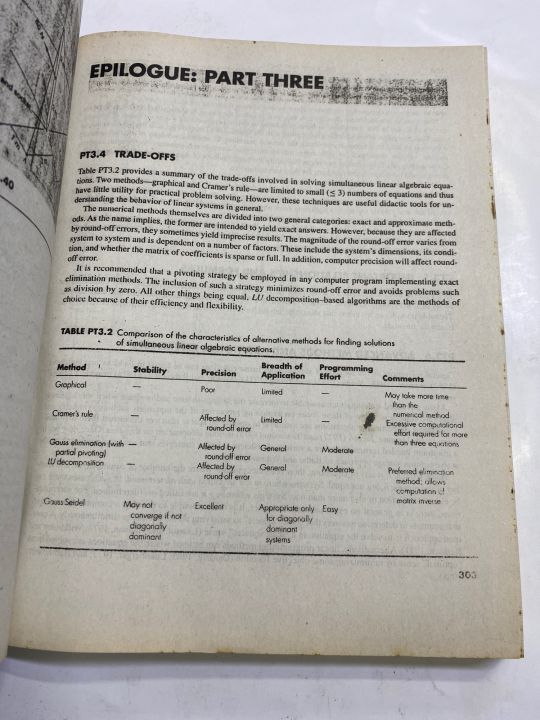 .40
EPILOGUE: PART THREE
PT3.4 TRADE-OFFS
Table PT3.2 provides a summary of the trade-offs involved in solving simultaneous linear algebraic equa-
tions. Two methods—graphical and Cramer's rule—are limited to small (≤ 3) numbers of equations and thus
have little utility for practical problem solving. However, these techniques are useful didactic tools for un-
derstanding the behavior of linear systems in general.
The numerical methods themselves are divided into two general categories: exact and approximate meth-
ods. As the name implies, the former are intended to yield exact answers. However, because they are affected
by round-off errors, they sometimes yield imprecise results. The magnitude of the round-off error varies from
system to system and is dependent on a number of factors. These include the system's dimensions, its condi-
tion, and whether the matrix of coefficients is sparse or full. In addition, computer precision will affect round-
off error.
It is recommended that a pivoting strategy be employed in any computer program implementing exact
elimination methods. The inclusion of such a strategy minimizes round-off error and avoids problems such
as division by zero. All other things being equal, LU decomposition–based algorithms are the methods of
choice because of their efficiency and flexibility.
TABLE PT3.2 Comparison of the characteristics of alternative methods for finding solutions
of simultaneous linear algebraic equations.
Method Stability Precision Breadth of Application Programming Effort Comments
Graphical — Poor Limited — May take more time
than the
numerical method
Cramer's rule — Affected by Limited — Excessive computational
round-off error effort required for more
than three equations
Gauss elimination (with — Affected by General Moderate
partial pivoting) round-off error
LU decomposition — Affected by General Moderate Preferred elimination
round-off error method; allows
computation of
matrix inverse
Gauss Seidel May not Excellent Appropriate only Easy
converge if not for diagonally
diagonally dominant
dominant systems
303